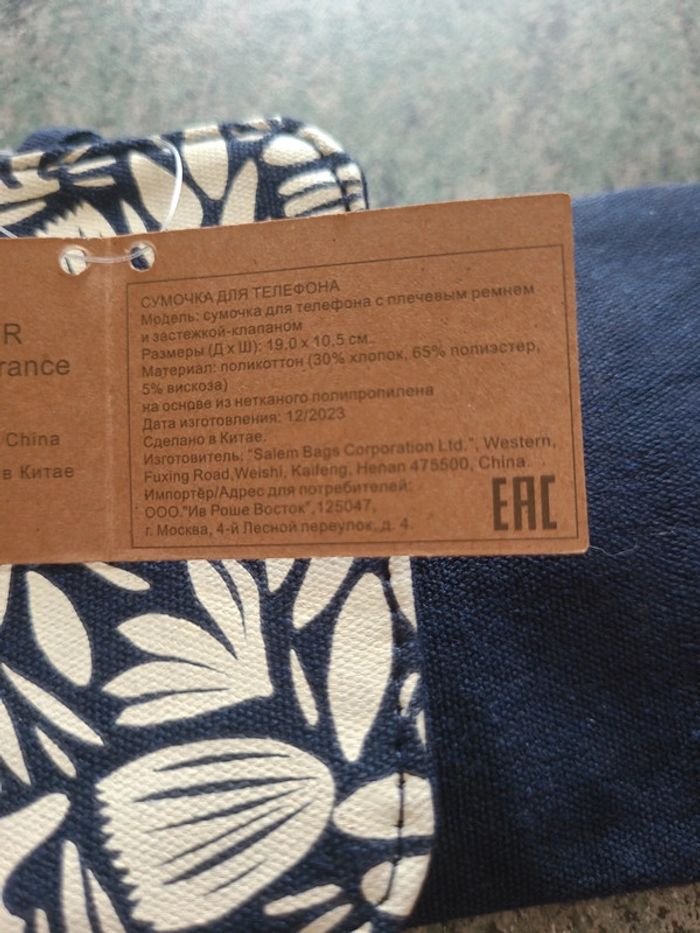 R
rance
China
в Китае
СУМОЧКА ДЛЯ ТЕЛЕФОНА
Модель: сумочка для телефона с плечевым ремнем
и застежкой-клапаном
Размеры (Д х Ш): 19,0 х 10,5 см.
Материал: поликоттон (30% хлопок, 65% полиэстер,
5% вискоза)
на основе из нетканого полипропилена
Дата изготовления: 12/2023
Сделано в Китае.
Изготовитель: "Salem Bags Corporation Ltd.", Western,
Fuxing Road,Weishi, Kaifeng, Henan 475500, China.
Импортёр/Адрес для потребителей:
ООО."Ив Роше Восток",125047,
г. Москва, 4-й Лесной переулок, д. 4.
EAC